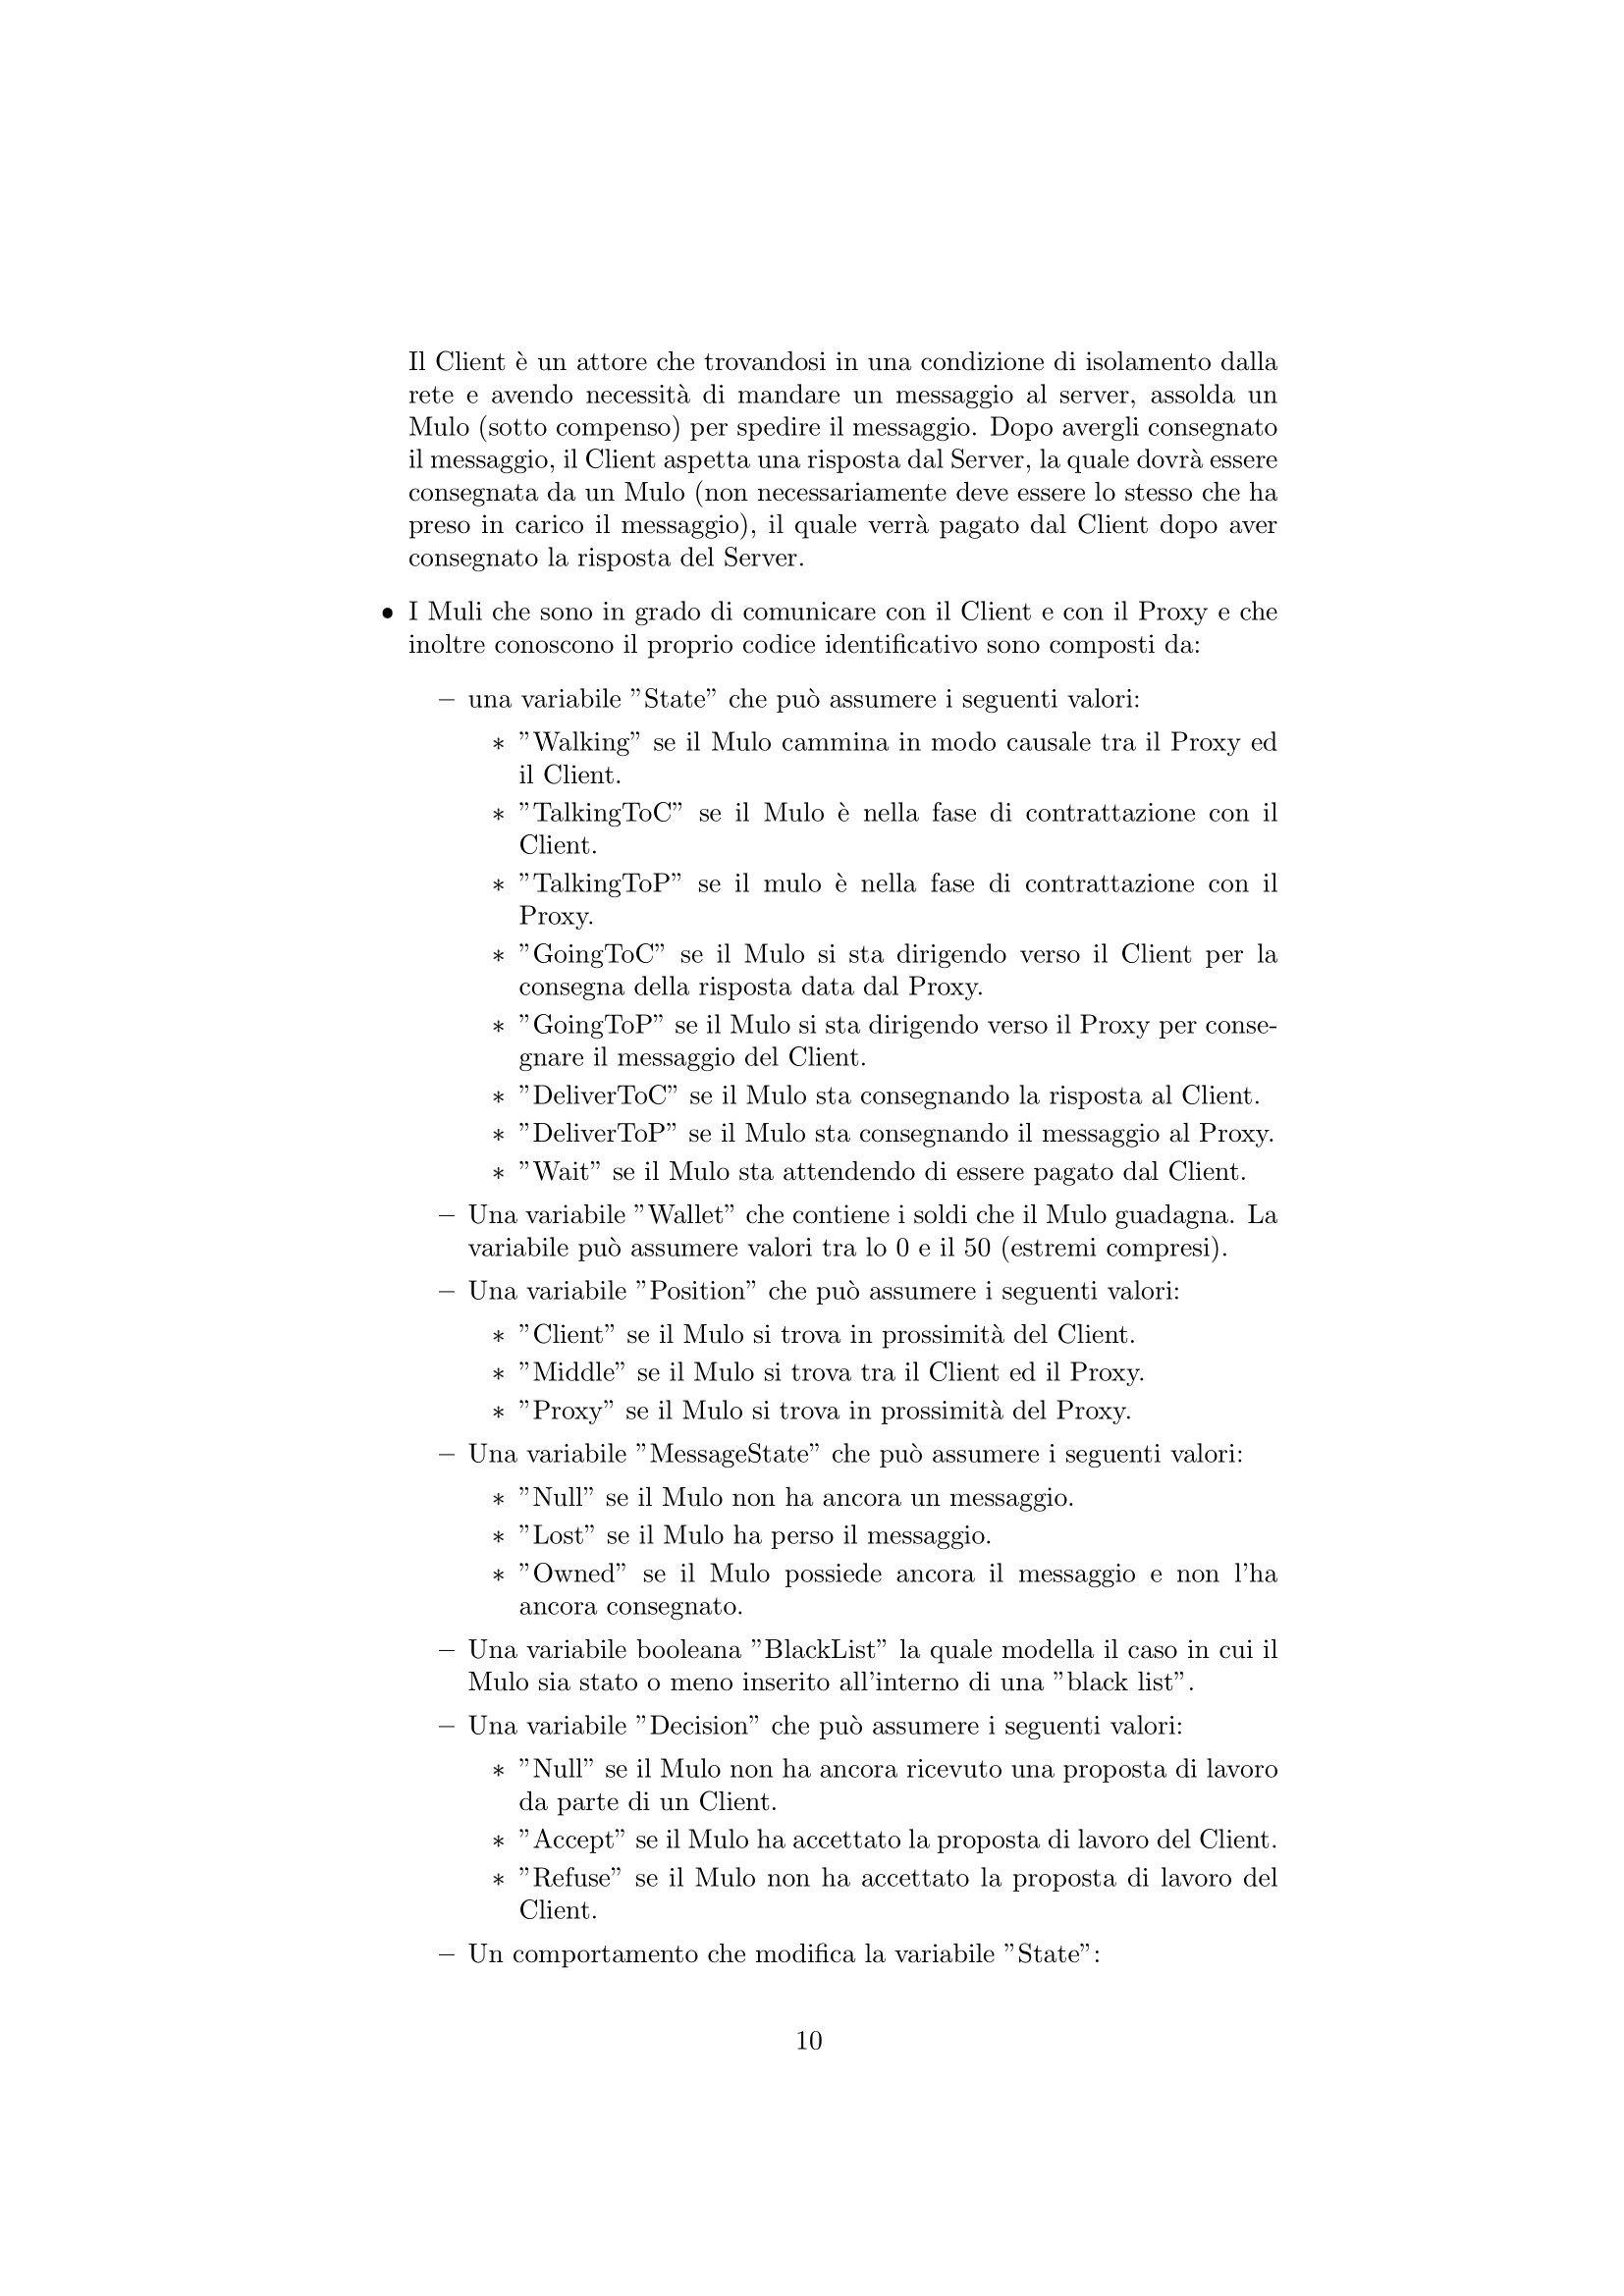 Il Client è un attore che trovandosi in una condizione di isolamento dalla
rete e avendo necessità di mandare un messaggio al server, assolda un
Mulo (sotto compenso) per spedire il messaggio. Dopo avergli consegnato
il messaggio, il Client aspetta una risposta dal Server, la quale dovrà essere
consegnata da un Mulo (non necessariamente deve essere lo stesso che ha
preso in carico il messaggio), il quale verrà pagato dal Client dopo aver
consegnato la risposta del Server.
• I Muli che sono in grado di comunicare con il Client e con il Proxy e che
inoltre conoscono il proprio codice identificativo sono composti da:
– una variabile ”State” che può assumere i seguenti valori:
∗ ”Walking” se il Mulo cammina in modo causale tra il Proxy ed
il Client.
∗ ”TalkingToC” se il Mulo è nella fase di contrattazione con il
Client.
∗ ”TalkingToP” se il mulo è nella fase di contrattazione con il
Proxy.
∗ ”GoingToC” se il Mulo si sta dirigendo verso il Client per la
consegna della risposta data dal Proxy.
∗ ”GoingToP” se il Mulo si sta dirigendo verso il Proxy per conse-
gnare il messaggio del Client.
∗ ”DeliverToC” se il Mulo sta consegnando la risposta al Client.
∗ ”DeliverToP” se il Mulo sta consegnando il messaggio al Proxy.
∗ ”Wait” se il Mulo sta attendendo di essere pagato dal Client.
– Una variabile ”Wallet” che contiene i soldi che il Mulo guadagna. La
variabile può assumere valori tra lo 0 e il 50 (estremi compresi).
– Una variabile ”Position” che può assumere i seguenti valori:
∗ ”Client” se il Mulo si trova in prossimità del Client.
∗ ”Middle” se il Mulo si trova tra il Client ed il Proxy.
∗ ”Proxy” se il Mulo si trova in prossimità del Proxy.
– Una variabile ”MessageState” che può assumere i seguenti valori:
∗ ”Null” se il Mulo non ha ancora un messaggio.
∗ ”Lost” se il Mulo ha perso il messaggio.
∗ ”Owned” se il Mulo possiede ancora il messaggio e non l’ha
ancora consegnato.
– Una variabile booleana ”BlackList” la quale modella il caso in cui il
Mulo sia stato o meno inserito all’interno di una ”black list”.
– Una variabile ”Decision” che può assumere i seguenti valori:
∗ ”Null” se il Mulo non ha ancora ricevuto una proposta di lavoro
da parte di un Client.
∗ ”Accept” se il Mulo ha accettato la proposta di lavoro del Client.
∗ ”Refuse” se il Mulo non ha accettato la proposta di lavoro del
Client.
– Un comportamento che modifica la variabile ”State”:
10